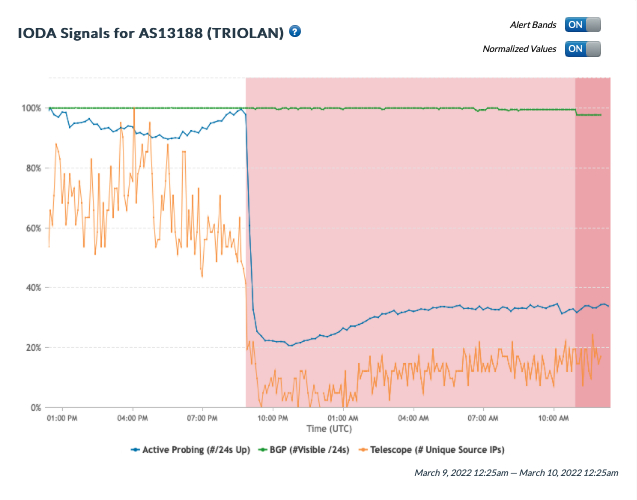 IODA Signals for AS13188 (TRIOLAN) ?
Alert Bands ON
Normalized Values ON
100%
80%
60%
40%
20%
0%
01:00 PM 04:00 PM 07:00 PM 10:00 PM 01:00 AM 04:00 AM 07:00 AM 10:00 AM
Time (UTC)
Active Probing (#/24s Up) BGP (#Visible /24s) Telescope (# Unique Source IPs)
March 9, 2022 12:25am — March 10, 2022 12:25am